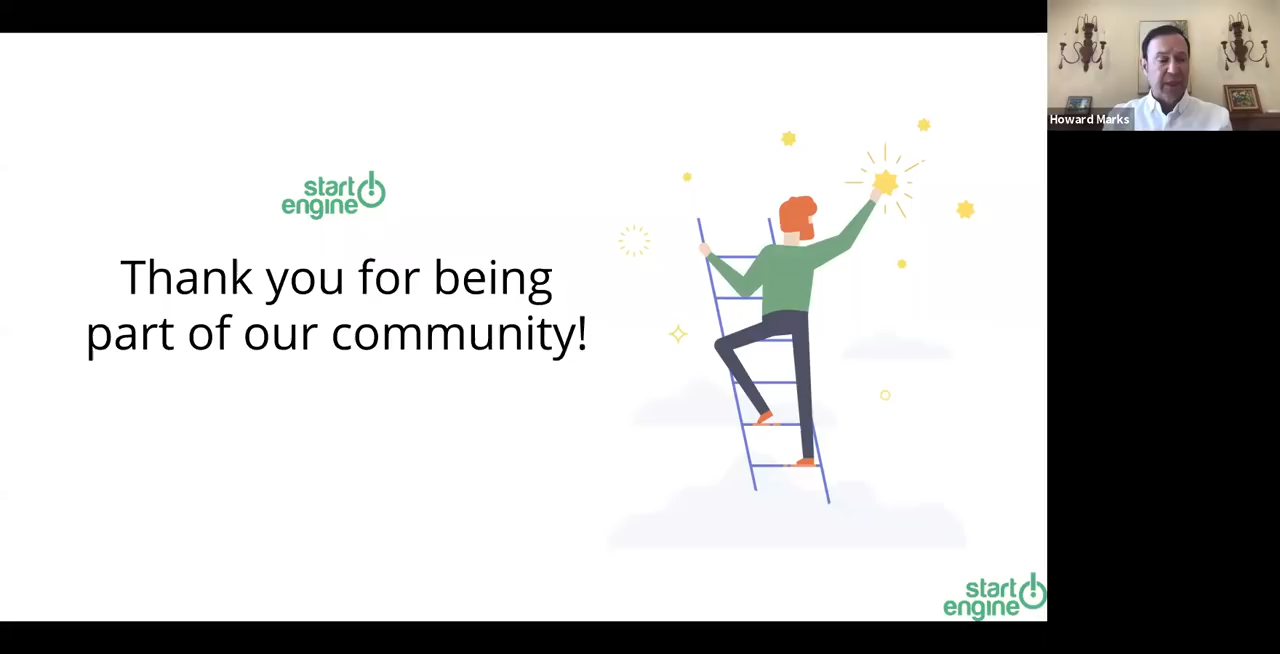 start
engine
Thank you for being
part of our community!
Howard Marks
start
engine